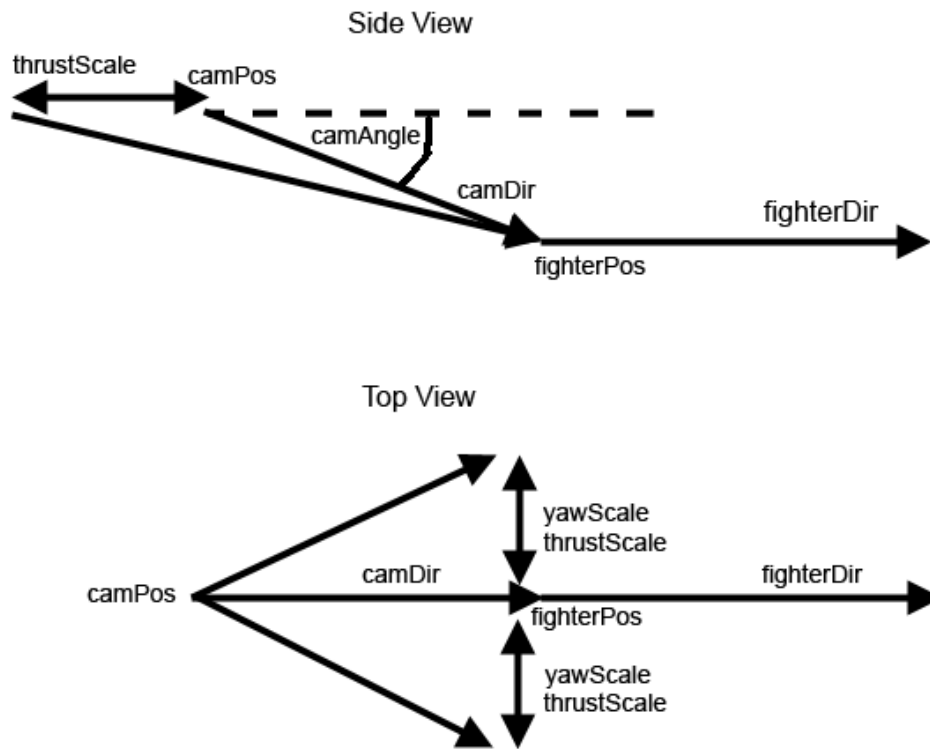 Side View
thrustScale
camPos
camAngle
camDir
fighterDir
fighterPos
Top View
yawScale
thrustScale
camDir
fighterDir
camPos
fighterPos
yawScale
thrustScale